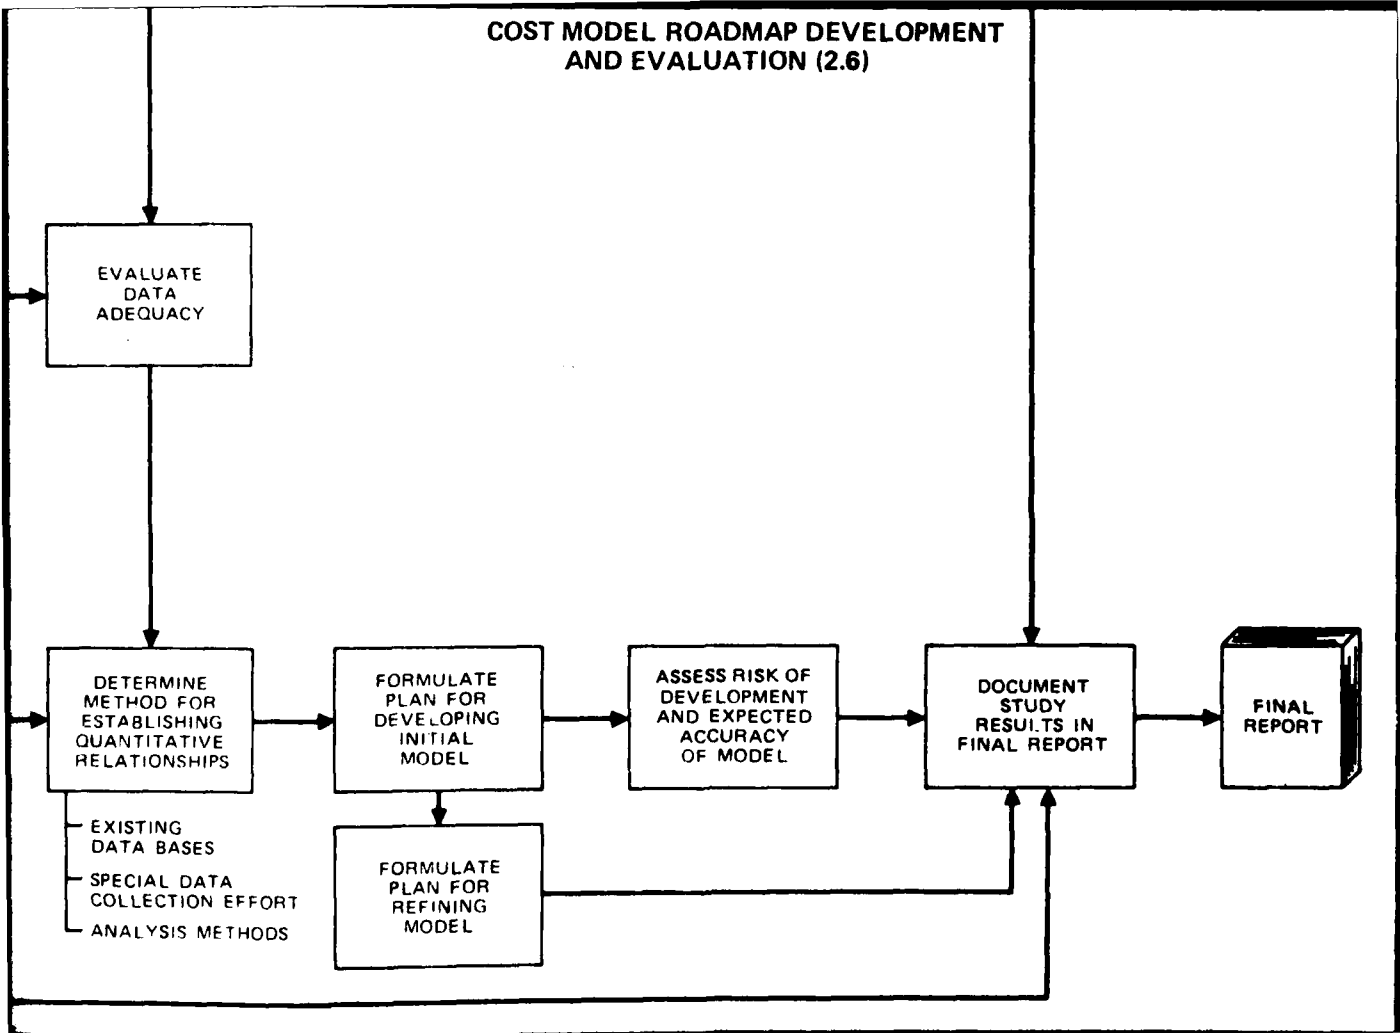 COST MODEL ROADMAP DEVELOPMENT
AND EVALUATION (2.6)
EVALUATE
DATA
ADEQUACY
DETERMINE
METHOD FOR
ESTABLISHING
QUANTITATIVE
RELATIONSHIPS
EXISTING
DATA BASES
SPECIAL DATA
COLLECTION EFFORT
ANALYSIS METHODS
FORMULATE
PLAN FOR
DEVELOPING
INITIAL
MODEL
FORMULATE
PLAN FOR
REFINING
MODEL
ASSESS RISK OF
DEVELOPMENT
AND EXPECTED
ACCURACY
OF MODEL
DOCUMENT
STUDY
RESULTS IN
FINAL REPORT
FINAL
REPORT